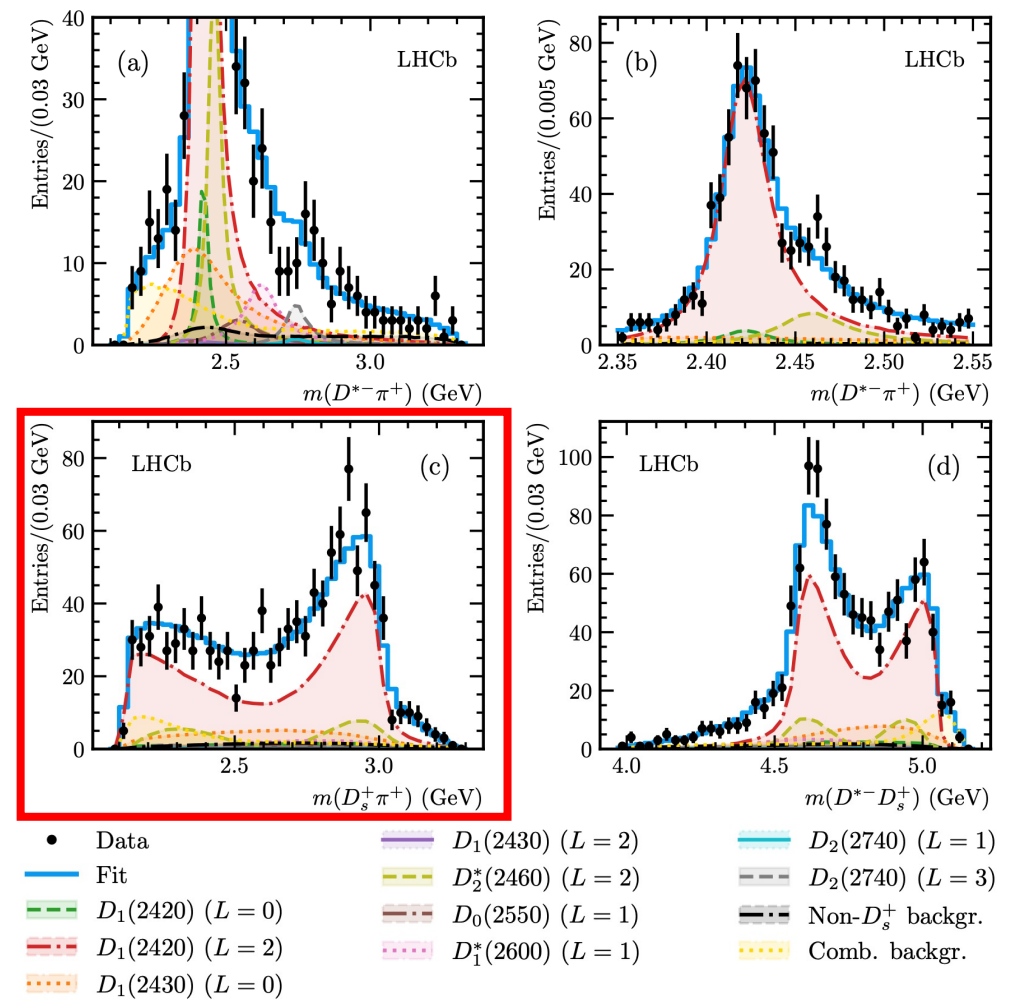 40
30
20
10
0
2.5
3.0
Entries/(0.03 GeV)
(a)
LHCb
m(D*−π+) (GeV)
80
60
40
20
0
2.35
2.40
2.45
2.50
2.55
Entries/(0.005 GeV)
(b)
LHCb
m(D*−π+) (GeV)
80
60
40
20
0
2.5
3.0
Entries/(0.03 GeV)
LHCb
(c)
m(Ds+π+) (GeV)
100
80
60
40
20
0
4.0
4.5
5.0
Entries/(0.03 GeV)
LHCb
(d)
m(D*−Ds+) (GeV)
Data
Fit
D1(2420) (L = 0)
D1(2420) (L = 2)
D1(2430) (L = 0)
D1(2430) (L = 2)
D2*(2460) (L = 2)
D0(2550) (L = 1)
D1*(2600) (L = 1)
D2(2740) (L = 1)
D2(2740) (L = 3)
Non-Ds+ backgr.
Comb. backgr.